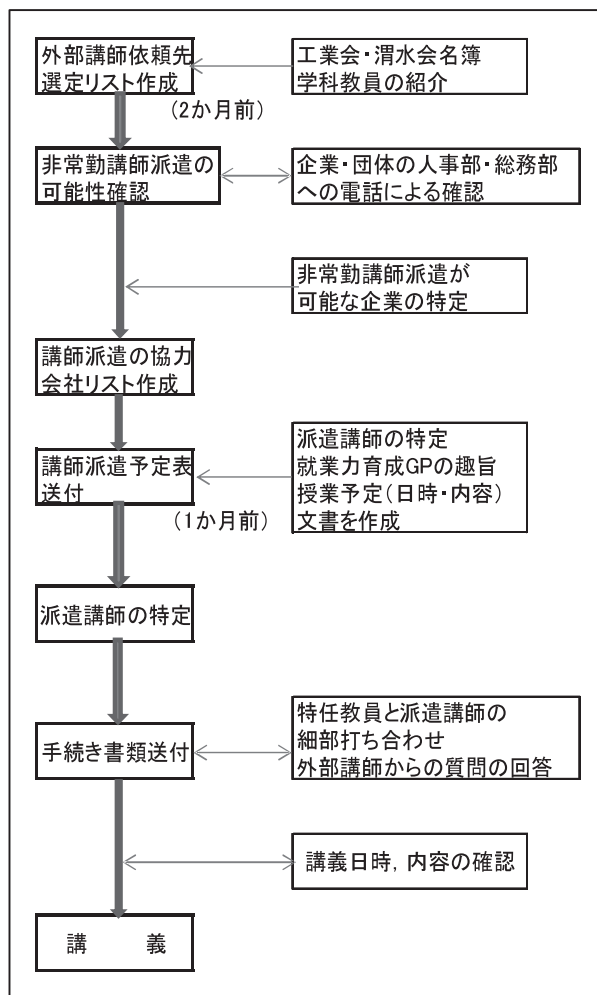 外部講師依頼先
選定リスト作成
工業会・渭水会名簿
学科教員の紹介
(2か月前)
非常勤講師派遣の
可能性確認
企業・団体の人事部・総務部
への電話による確認
非常勤講師派遣が
可能な企業の特定
講師派遣の協力
会社リスト作成
講師派遣予定表
送付
派遣講師の特定
就業力育成GPの趣旨
授業予定(日時・内容)
文書を作成
(1か月前)
派遣講師の特定
手続き書類送付
特任教員と派遣講師の
細部打ち合わせ
外部講師からの質問の回答
講義日時,内容の確認
講　　義